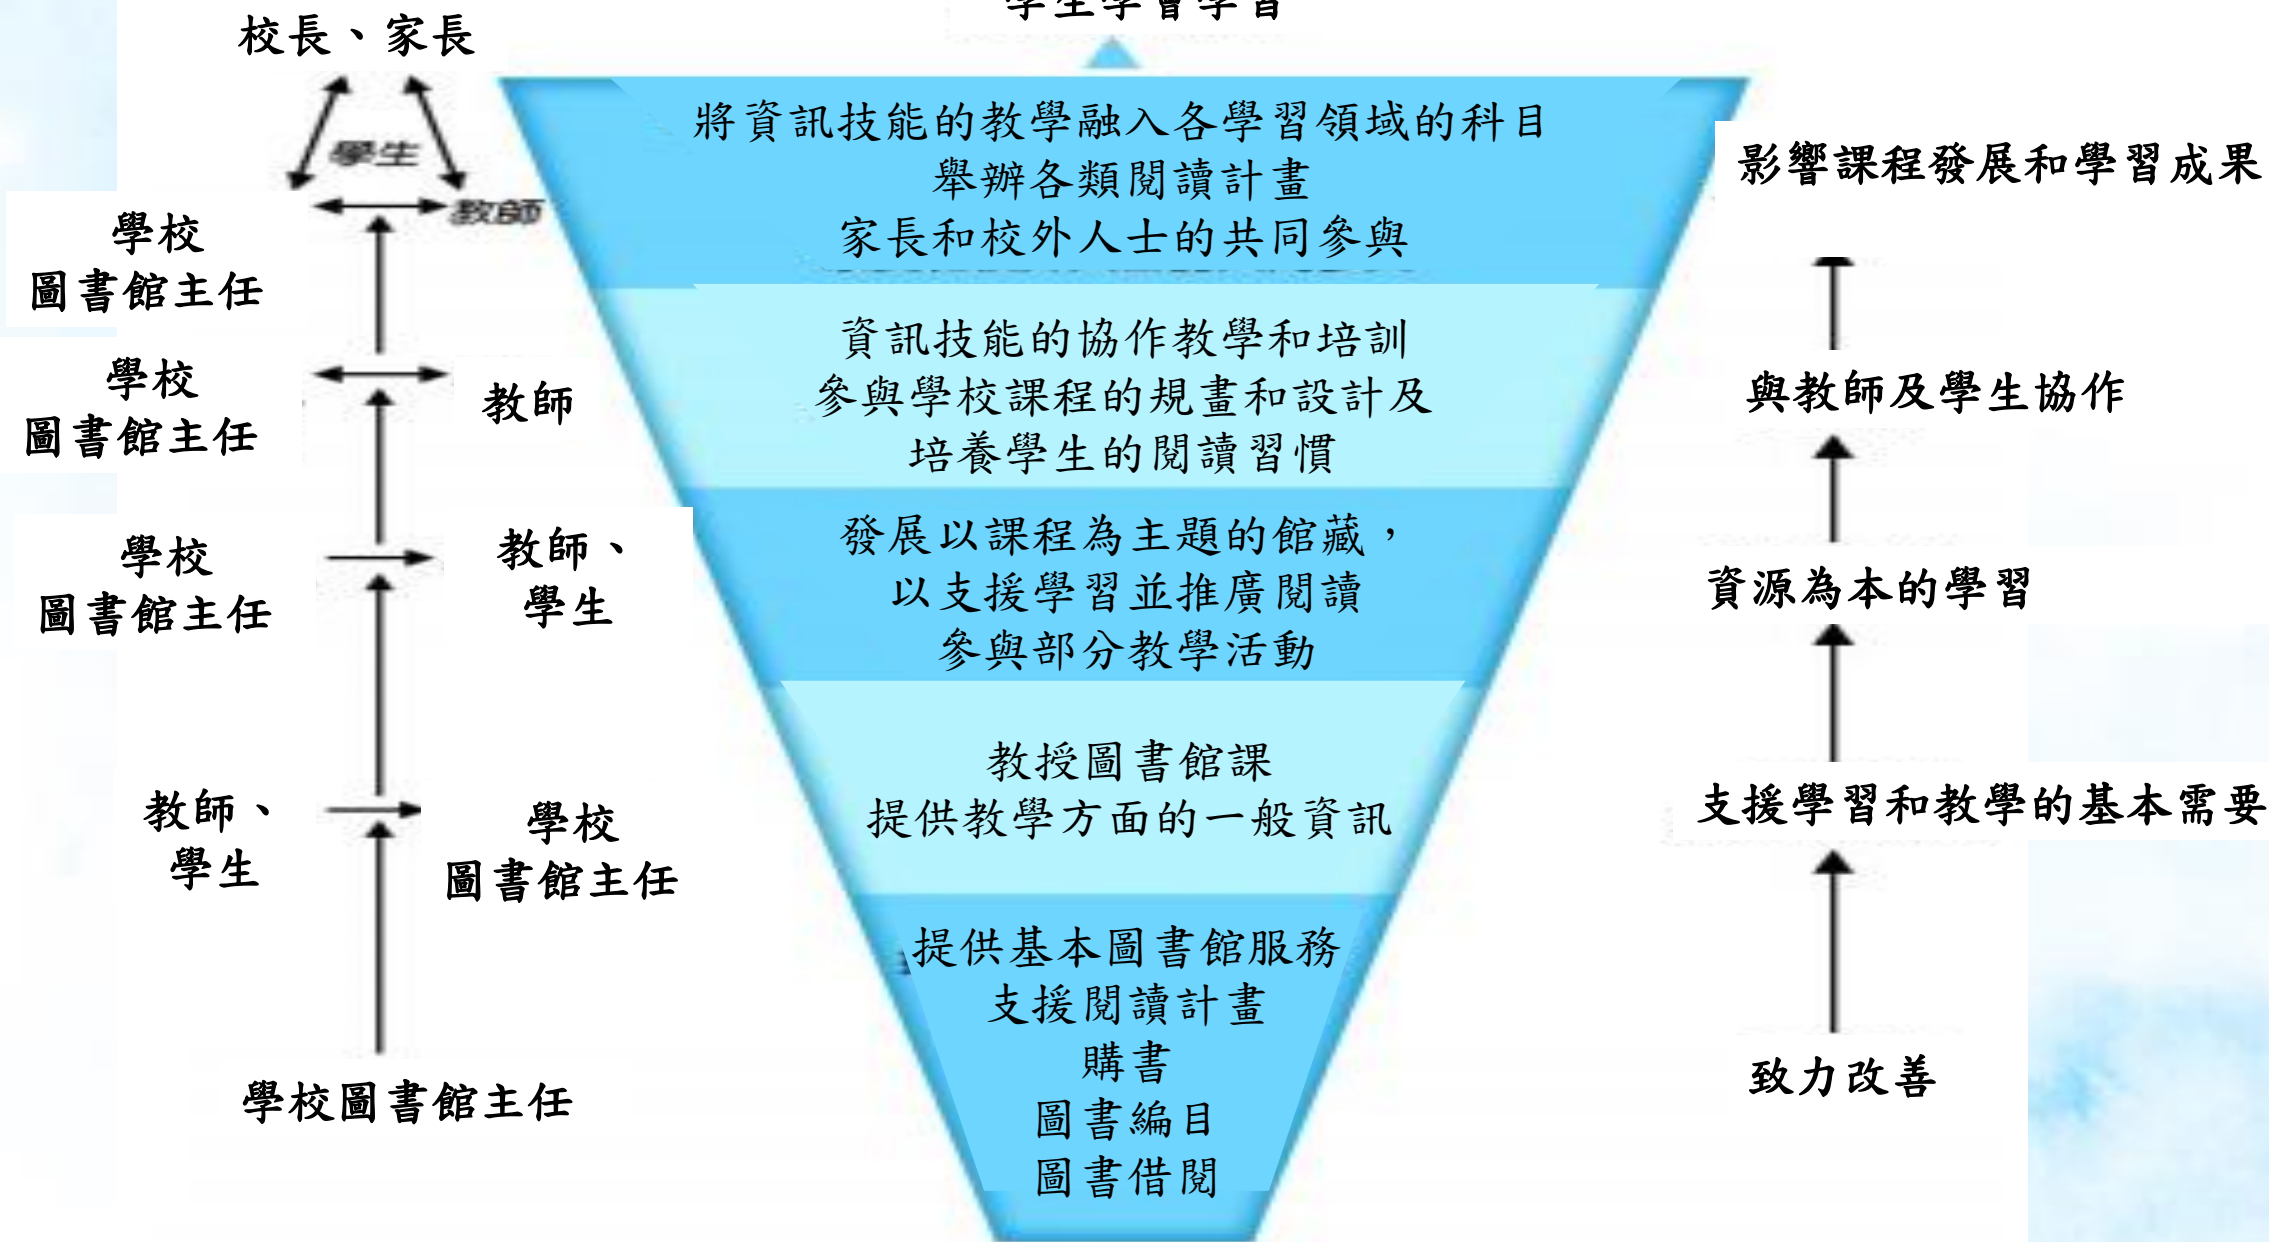 學生學會學習
校長、家長
學生
教師
學校
圖書館主任
學校
圖書館主任
教師
學校
圖書館主任
教師、
學生
教師、
學生
學校
圖書館主任
學校圖書館主任
將資訊技能的教學融入各學習領域的科目
舉辦各類閱讀計畫
家長和校外人士的共同參與
資訊技能的協作教學和培訓
參與學校課程的規畫和設計及
培養學生的閱讀習慣
發展以課程為主題的館藏，
以支援學習並推廣閱讀
參與部分教學活動
教授圖書館課
提供教學方面的一般資訊
提供基本圖書館服務
支援閱讀計畫
購書
圖書編目
圖書借閱
影響課程發展和學習成果
與教師及學生協作
資源為本的學習
支援學習和教學的基本需要
致力改善